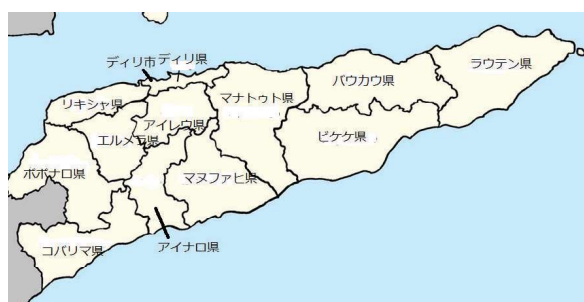 ディリ市 ディリ県
ラウテン県
バウカウ県
リキシャ県
マナトゥト県
アイレウ県
エルメラ県
ビケケ県
ボボナロ県
マヌファヒ県
コバリマ県
アイナロ県